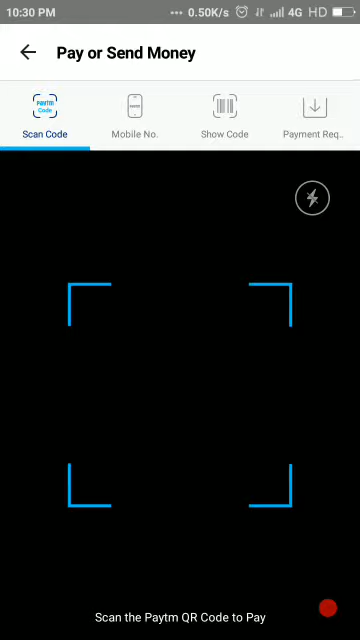 10:30 PM ... 0.50K/s 4G HD
Pay or Send Money
Paytm
Code
Scan Code
Mobile No.
Show Code
Payment Req..
Scan the Paytm QR Code to Pay